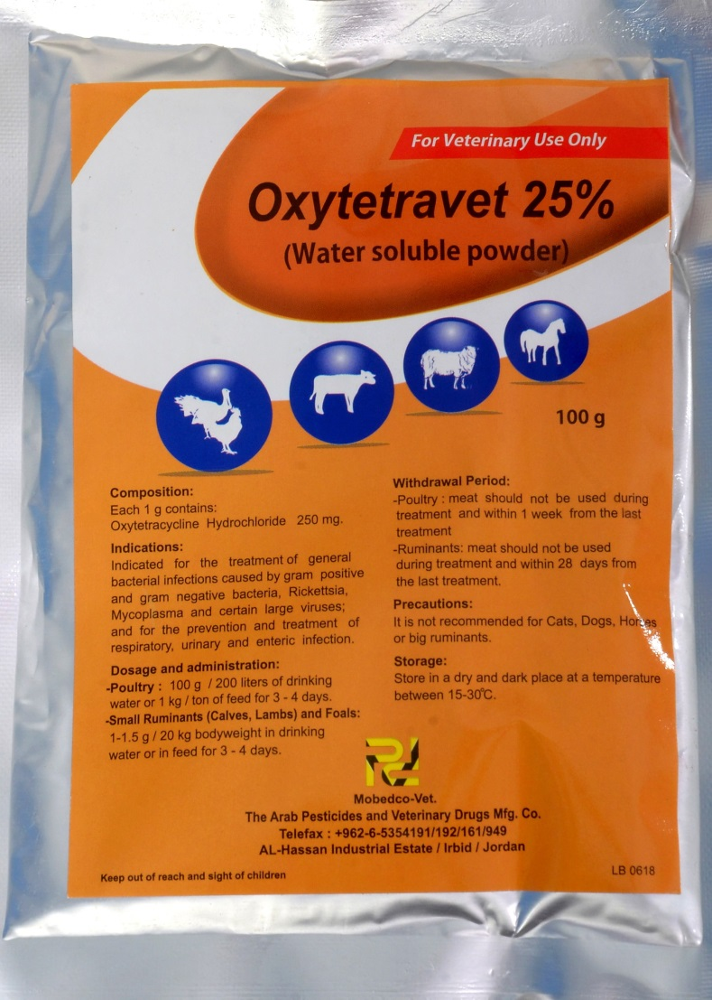 For Veterinary Use Only
Oxytetravet 25%
(Water soluble powder)
100 g
Composition:
Each 1 g contains:
Oxytetracycline Hydrochloride 250 mg.
Indications:
Indicated for the treatment of general
bacterial infections caused by gram positive
and gram negative bacteria, Rickettsia,
Mycoplasma and certain large viruses;
and for the prevention and treatment of
respiratory, urinary and enteric infection.
Dosage and administration:
-Poultry : 100 g / 200 liters of drinking
water or 1 kg / ton of feed for 3 - 4 days.
-Small Ruminants (Calves, Lambs) and Foals:
1-1.5 g / 20 kg bodyweight in drinking
water or in feed for 3 - 4 days.
Withdrawal Period:
-Poultry : meat should not be used during
treatment and within 1 week from the last
treatment
-Ruminants: meat should not be used
during treatment and within 28 days from
the last treatment.
Precautions:
It is not recommended for Cats, Dogs, Horses
or big ruminants.
Storage:
Store in a dry and dark place at a temperature
between 15-30°C.
Mobedco-Vet.
The Arab Pesticides and Veterinary Drugs Mfg. Co.
Telefax : +962-6-5354191/192/161/949
AL-Hassan Industrial Estate / Irbid / Jordan
Keep out of reach and sight of children
LB 0618